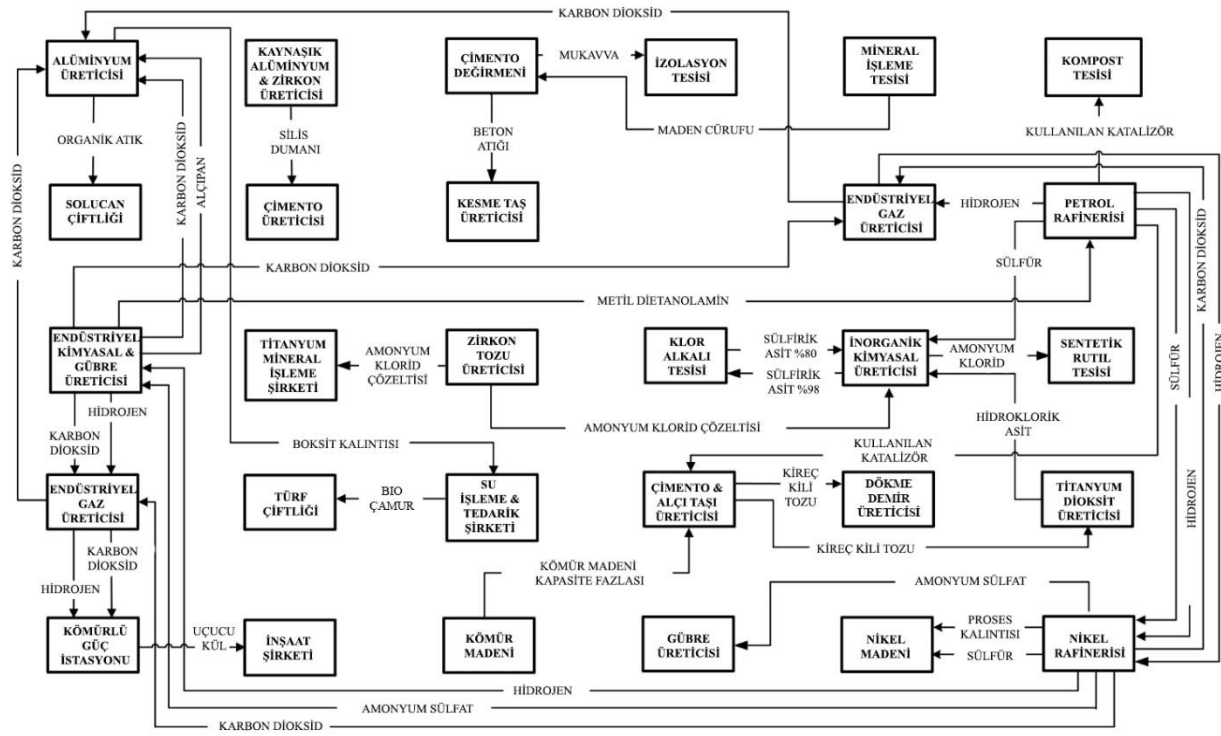 KARBON DİOKSİD
ALÜMİNYUM
ÜRETİCİSİ
KAYNAŞIK
ALÜMİNYUM
& ZİRKON
ÜRETİCİSİ
ÇİMENTO
DEĞİRMENİ
MUKAVVA
İZOLASYON
TESİSİ
MİNERAL
İŞLEME
TESİSİ
KOMPOST
TESİSİ
ORGANİK ATIK
SİLİS
DUMANI
BETON
ATIĞI
MADEN CÜRUFU
KULLANILAN KATALİZÖR
KARBON DİOKSİD
KARBON DİOKSİD
ALÇIPAN
SOLUCAN
ÇİFTLİĞİ
ÇİMENTO
ÜRETİCİSİ
KESME TAŞ
ÜRETİCİSİ
ENDÜSTRİYEL
GAZ
ÜRETİCİSİ
HİDROJEN
PETROL
RAFİNERİSİ
KARBON DİOKSİD
KARBON DİOKSİD
SÜLFÜR
METİL DİETANOLAMİN
ENDÜSTRİYEL
KİMYASAL &
GÜBRE
ÜRETİCİSİ
TİTANYUM
MİNERAL
İŞLEME
ŞİRKETİ
AMONYUM
KLORİD
ÇÖZELTİSİ
ZİRKON
TOZU
ÜRETİCİSİ
KLOR
ALKALI
TESİSİ
SÜLFİRİK
ASİT %80
SÜLFİRİK
ASİT %98
İNORGANİK
KİMYASAL
ÜRETİCİSİ
AMONYUM
KLORİD
SENTETİK
RUTIL
TESİSİ
SÜLFÜR
HİDROJEN
HİDROJEN
KARBON
DİOKSİD
AMONYUM KLORİD ÇÖZELTİSİ
HİDROKLORİK
ASİT
BOKSİT KALINTISI
KULLANILAN
KATALİZÖR
ENDÜSTRİYEL
GAZ
ÜRETİCİSİ
TÜRF
ÇİFTLİĞİ
BIO
ÇAMUR
SU
İŞLEME &
TEDARİK
ŞİRKETİ
ÇİMENTO &
ALÇI TAŞI
ÜRETİCİSİ
KİREÇ
KİLİ
TOZU
DÖKME
DEMİR
ÜRETİCİSİ
TİTANYUM
DİOKSİT
ÜRETİCİSİ
HİDROJEN
KİREÇ KİLİ TOZU
KARBON
DİOKSİD
HİDROJEN
KÖMÜR MADENİ
KAPASİTE FAZLASI
AMONYUM SÜLFAT
KÖMÜRLÜ
GÜÇ
İSTASYONU
UÇUCU
KÜL
İNŞAAT
ŞİRKETİ
KÖMÜR
MADENİ
GÜBRE
ÜRETİCİSİ
NİKEL
MADENİ
PROSES
KALINTISI
SÜLFÜR
NİKEL
RAFİNERİSİ
HİDROJEN
AMONYUM SÜLFAT
KARBON DİOKSİD